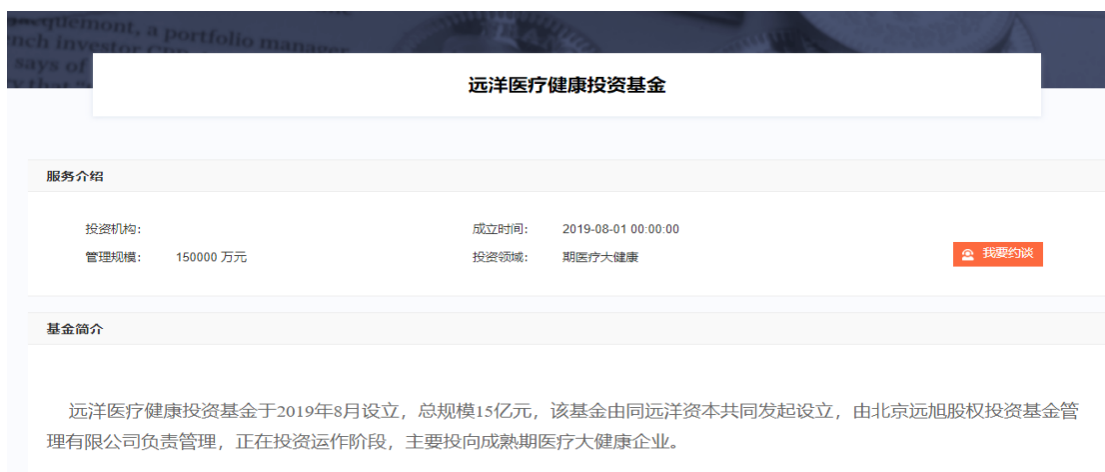 acquemont, a portfolio manager
nch investor
says of
远洋医疗健康投资基金
服务介绍
投资机构:
成立时间: 2019-08-01 00:00:00
管理规模: 150000 万元
投资领域: 期医疗大健康
我要约谈
基金简介
远洋医疗健康投资基金于2019年8月设立，总规模15亿元，该基金由同远洋资本共同发起设立，由北京远旭股权投资基金管
理有限公司负责管理，正在投资运作阶段，主要投向成熟期医疗大健康企业。